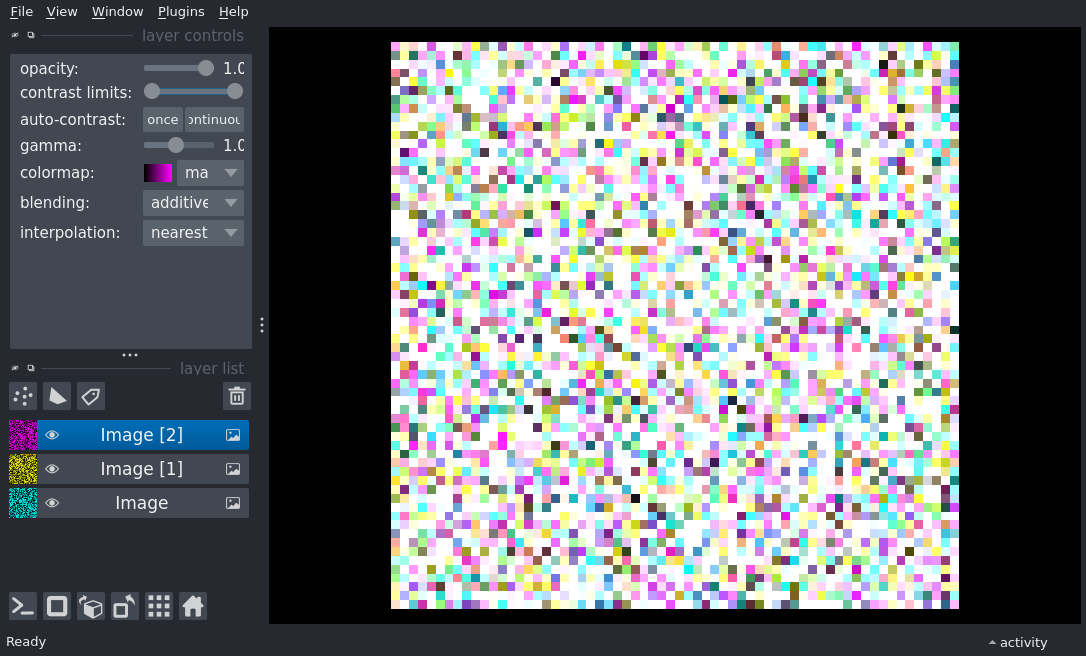 File View Window Plugins Help
layer controls
opacity: 1.0
contrast limits:
auto-contrast: once ontinuou
gamma: 1.0
colormap: ma
blending: additive
interpolation: nearest
layer list
Image [2]
Image [1]
Image
Ready
activity